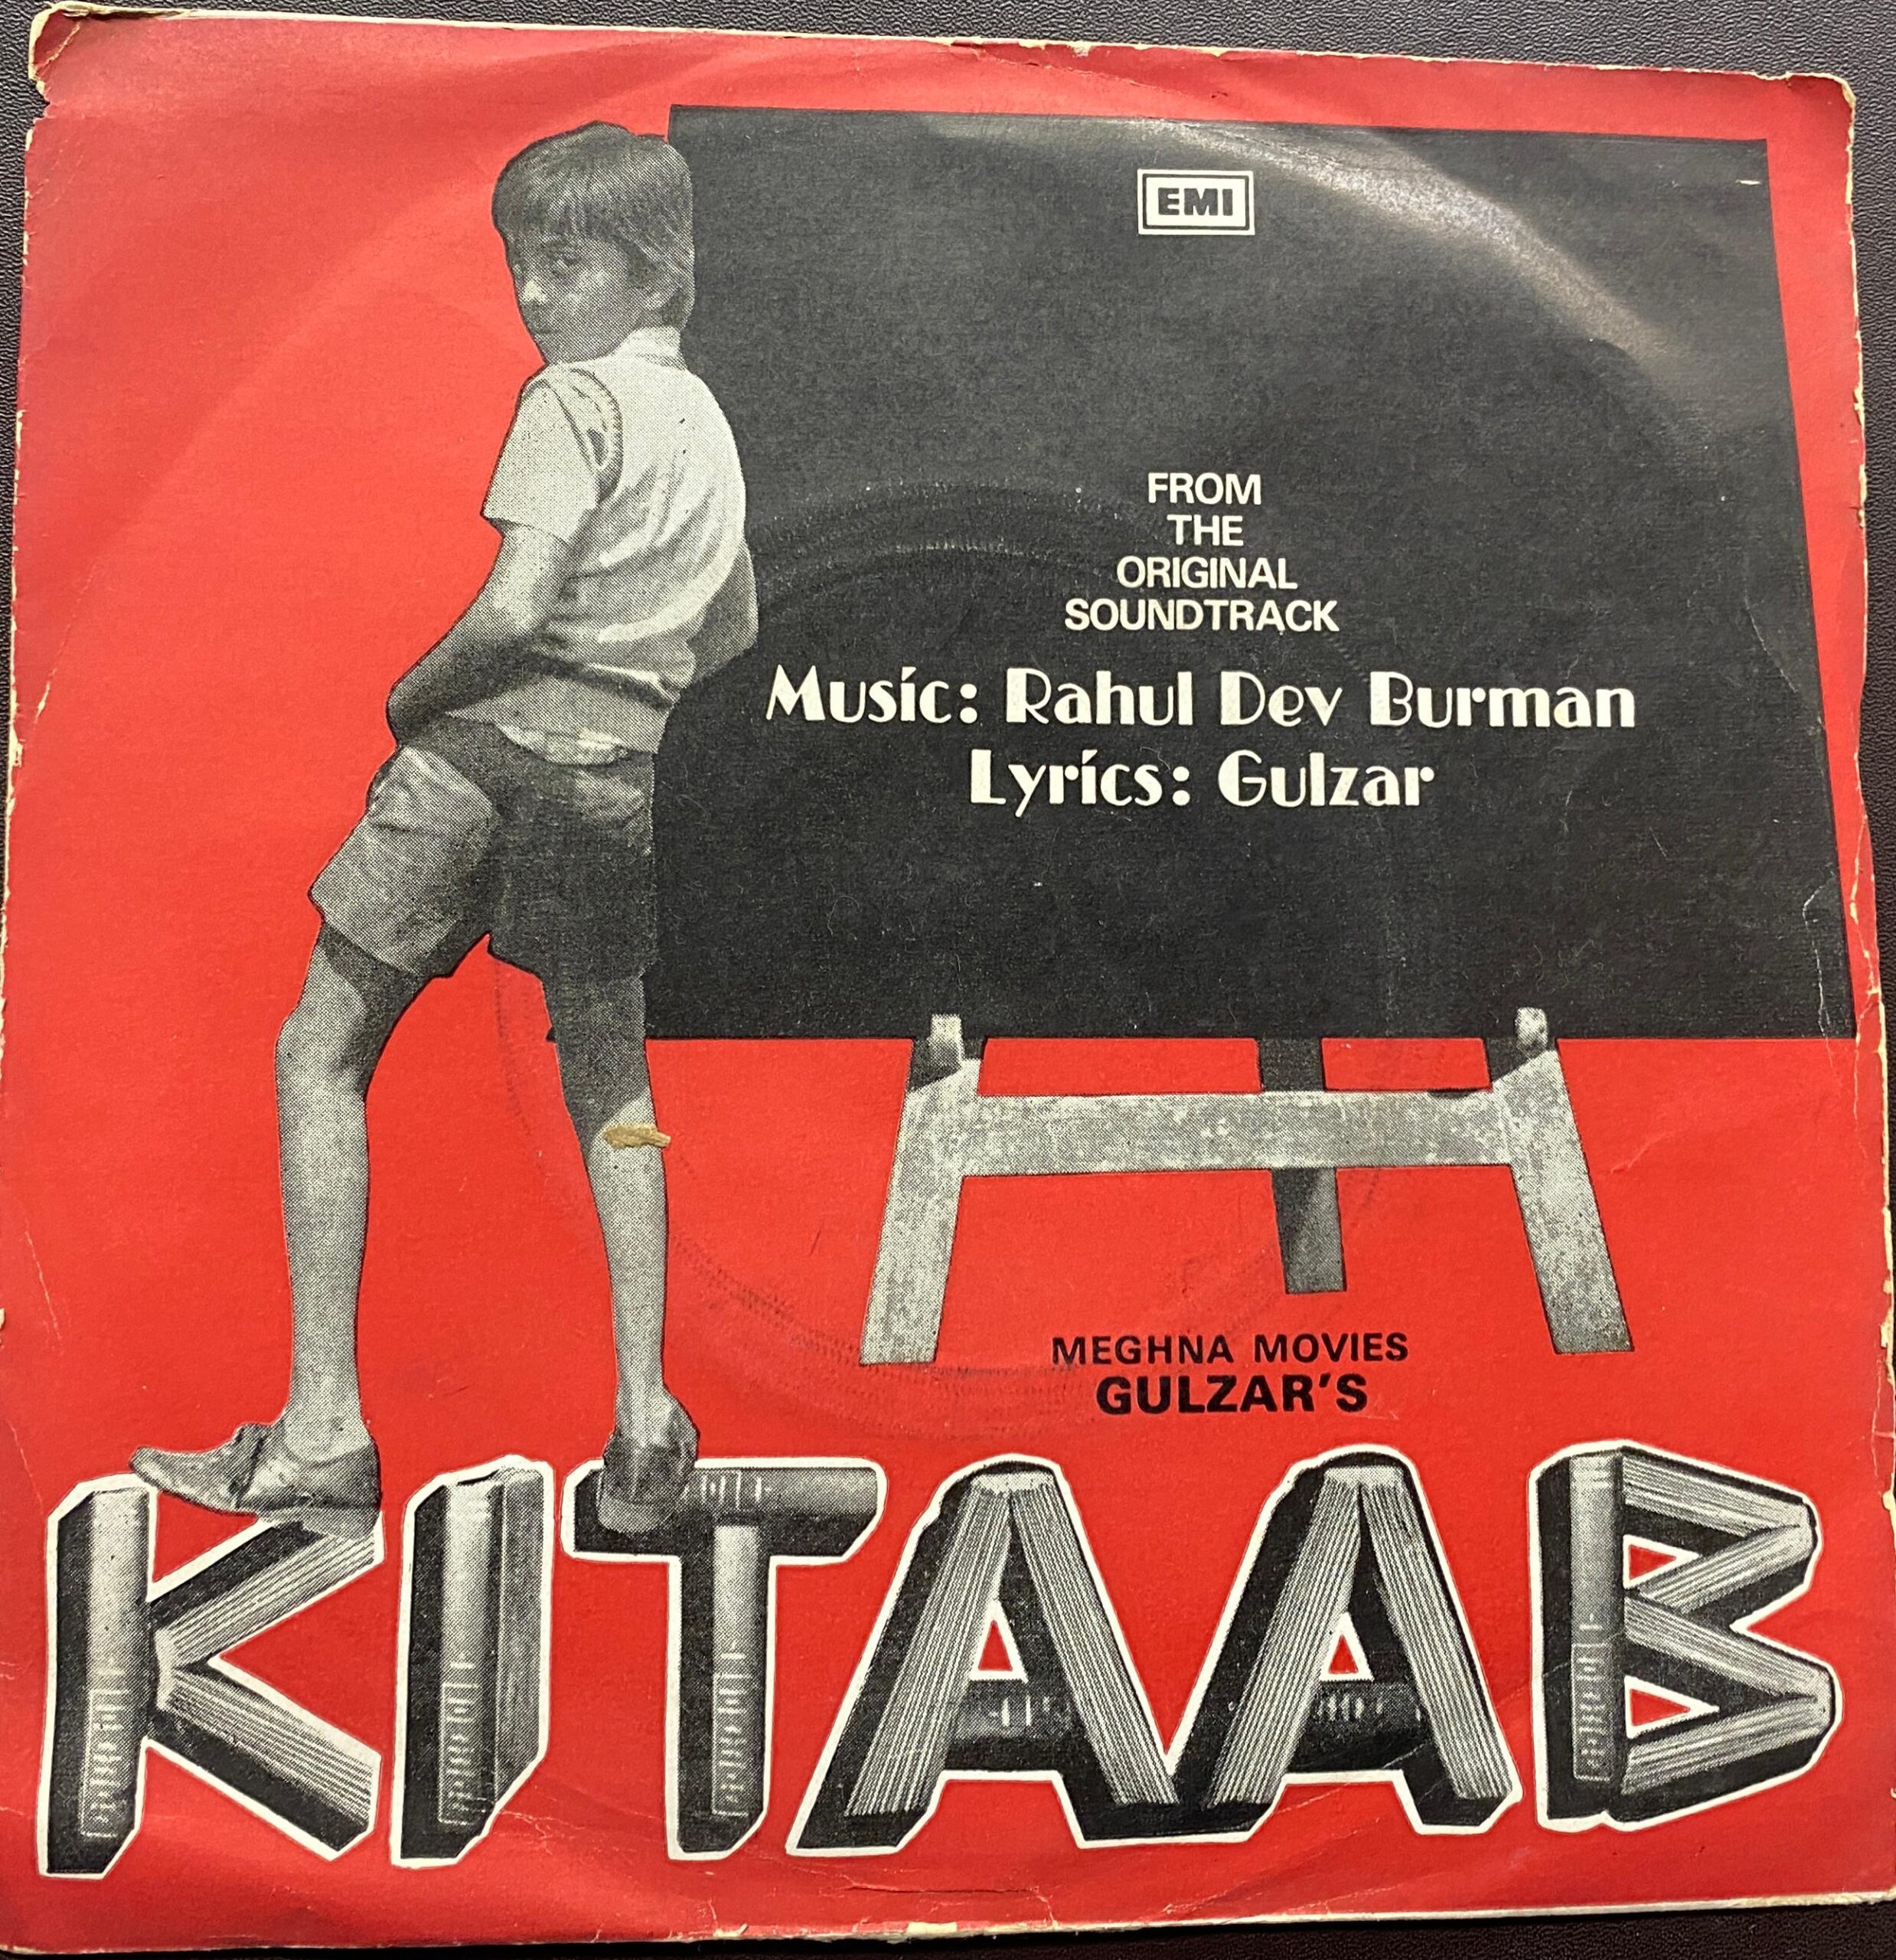 EMI
FROM
THE
ORIGINAL
SOUNDTRACK
Music: Rahul Dev Burman
Lyrics: Gulzar
MEGHNA MOVIES
GULZAR'S
KITAAB